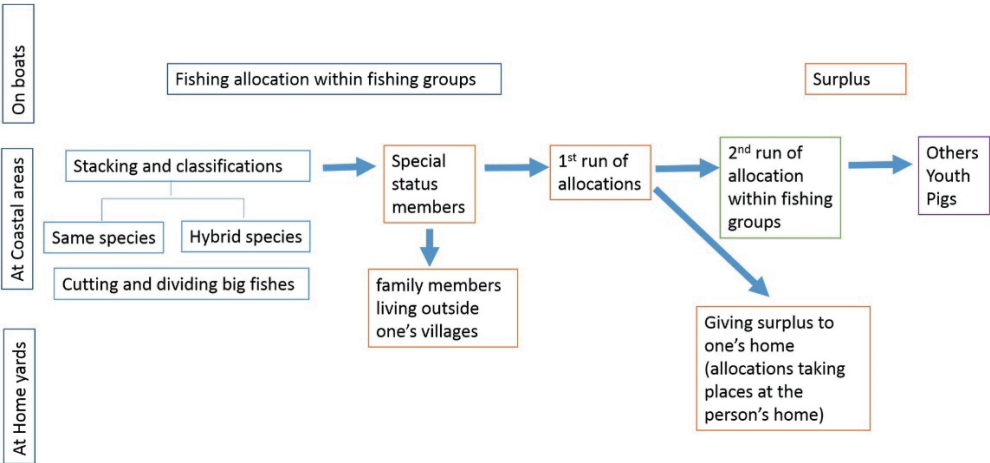 On boats
Fishing allocation within fishing groups
Surplus
At Coastal areas
Stacking and classifications
Same species
Hybrid species
Cutting and dividing big fishes
Special
status
members
family members
living outside
one's villages
1st run of
allocations
2nd run of
allocation
within fishing
groups
Others
Youth
Pigs
Giving surplus to
one's home
(allocations taking
places at the
person's home)
At Home yards